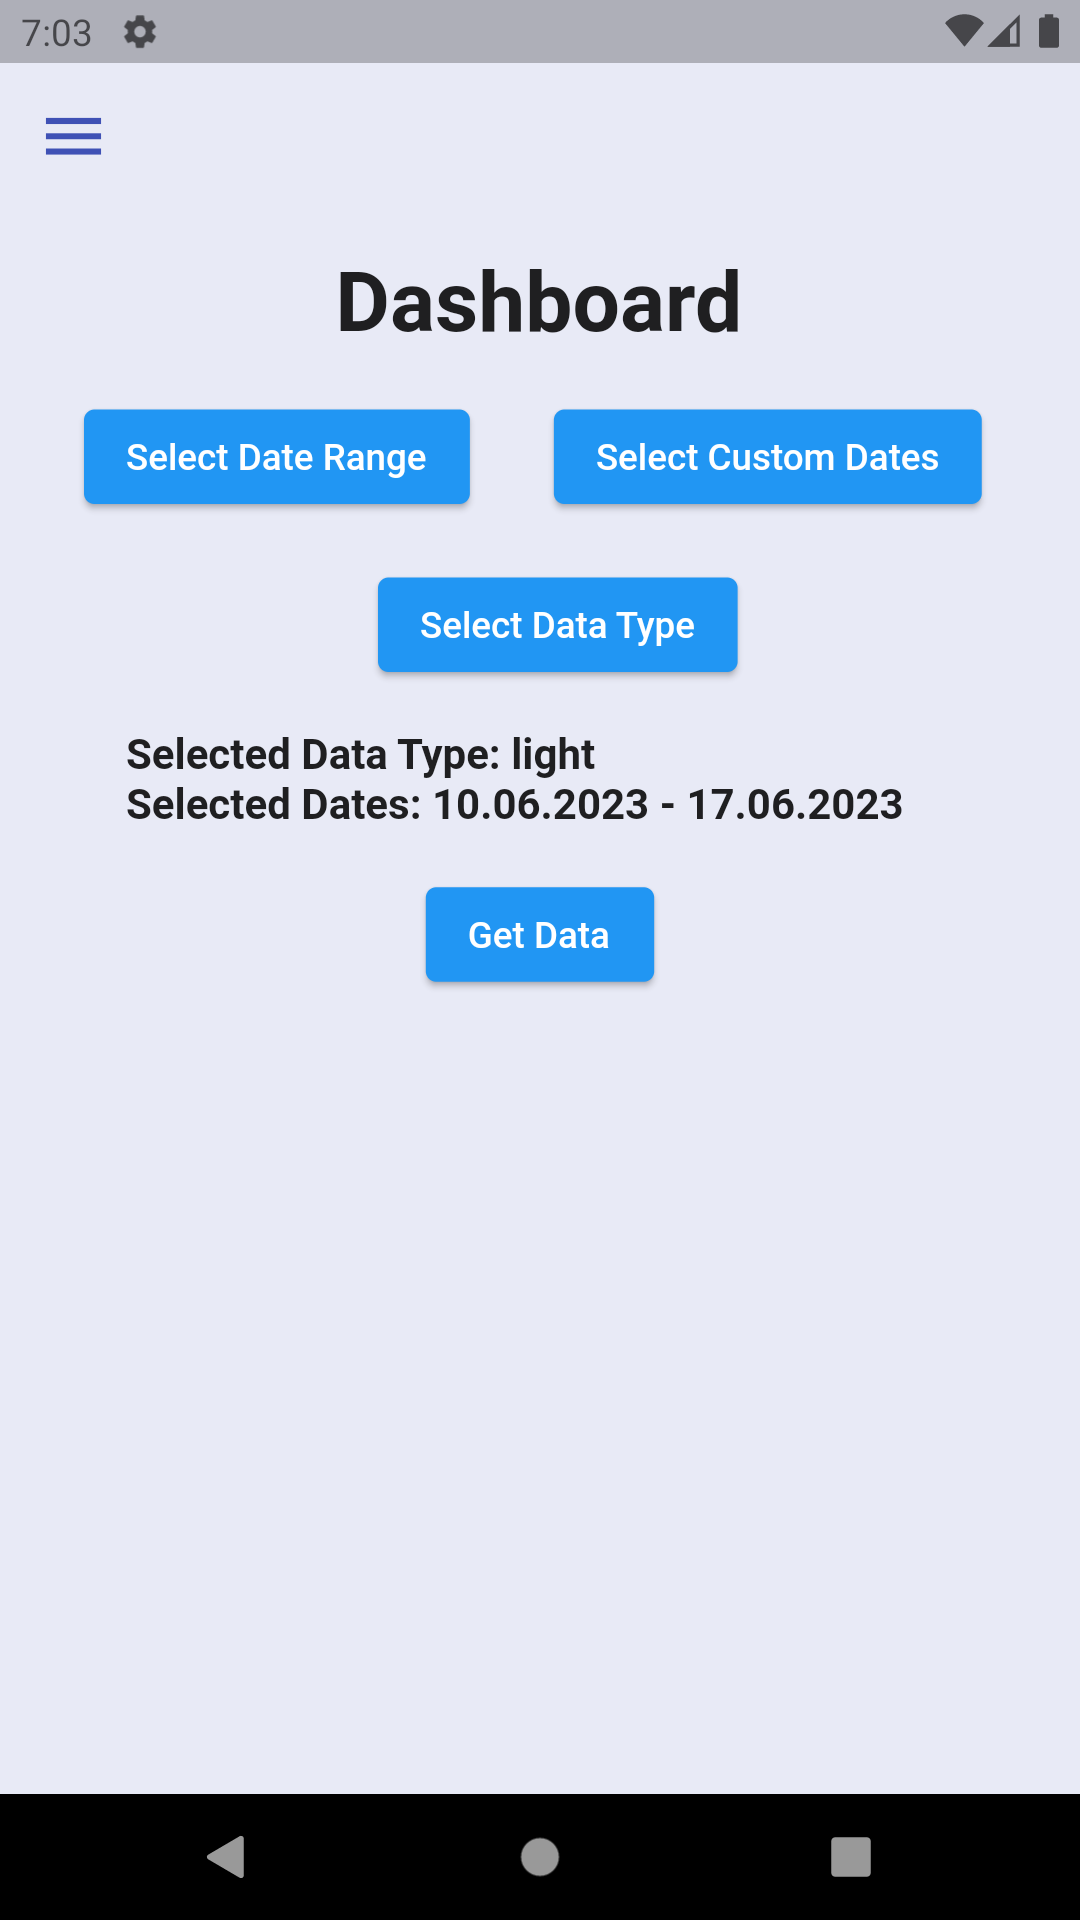 7:03
Dashboard
Select Date Range
Select Custom Dates
Select Data Type
Selected Data Type: light
Selected Dates: 10.06.2023 - 17.06.2023
Get Data